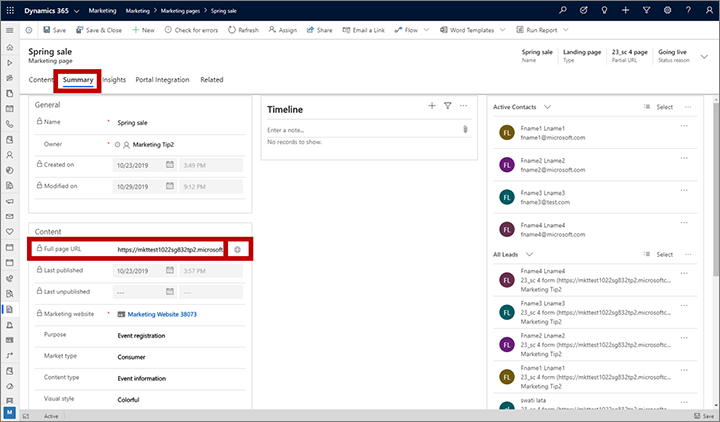 Dynamics 365 Marketing Marketing > Marketing pages > Spring sale
Save Save & Close New Check for errors Refresh Assign Share Email a Link Flow Word Templates Run Report
Spring sale
Marketing page
Spring sale Landing page 23_sc 4 page Going live
Name Type Partial URL Status reason
Content Summary Insights Portal Integration Related
General
Name * Spring sale
Owner * Marketing Tip2
Created on 10/23/2019 3:49 PM
Modified on 10/29/2019 9:12 PM
Content
Full page URL https://mkttest1022sg832tp2.microsoft
Last published 10/23/2019 3:57 PM
Last unpublished --- ---
Marketing website * Marketing Website 38073
Purpose Event registration
Market type Consumer
Content type Event information
Visual style Colorful
Timeline
Enter a note...
No records to show.
Active Contacts Select
FL Fname1 Lname1
fname1@microsoft.com
FL Fname2 Lname2
fname2@microsoft.com
FL Fname3 Lname3
fname3@test.com
FL Fname4 Lname4
fname4@microsoft.com
All Leads Select
FL Fname4 Lname4
23_sc 4 form (https://mkttest1022sg832tp2.microsoftc...
Marketing Tip2
FL Fname3 Lname3
23_sc 4 form (https://mkttest1022sg832tp2.microsoftc...
Marketing Tip2
FL Fname2 Lname2
23_sc 4 form (https://mkttest1022sg832tp2.microsoftc...
Marketing Tip2
FL Fname1 Lname1
23_sc 4 form (https://mkttest1022sg832tp2.microsoftc...
Marketing Tip2
swati lata
M
Active
Save